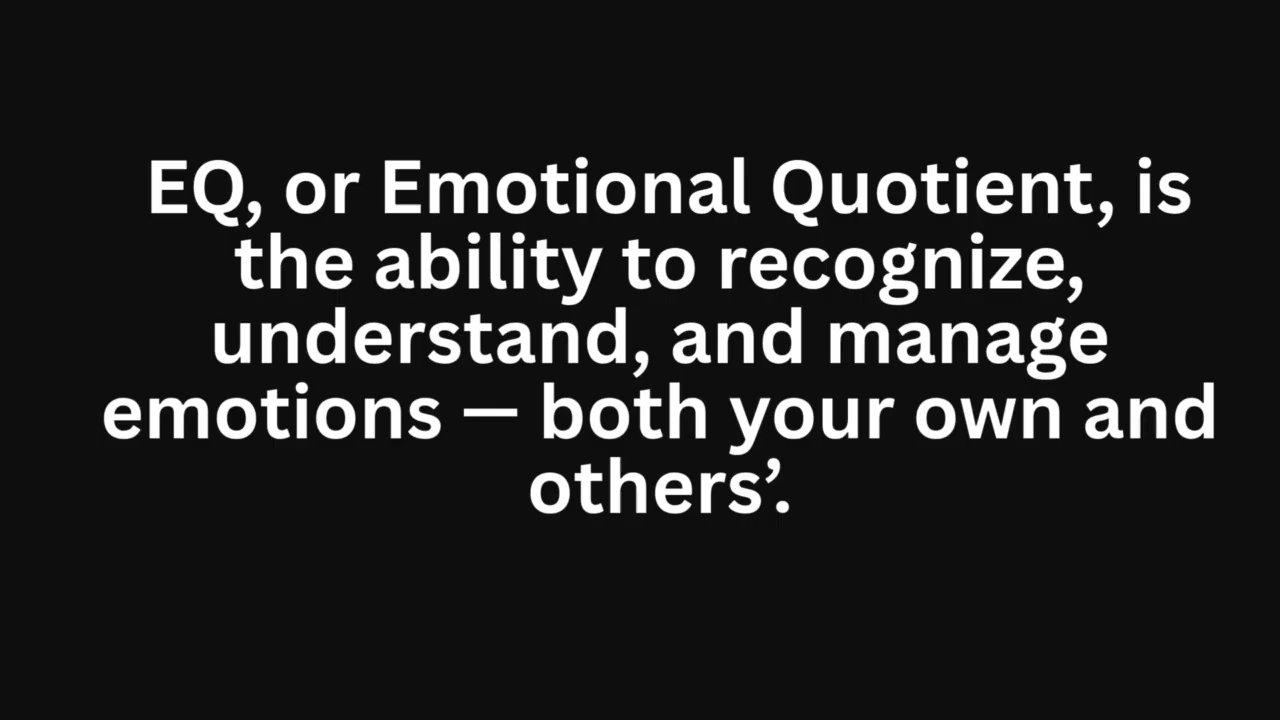 EQ, or Emotional Quotient, is
the ability to recognize,
understand, and manage
emotions — both your own and
others’.